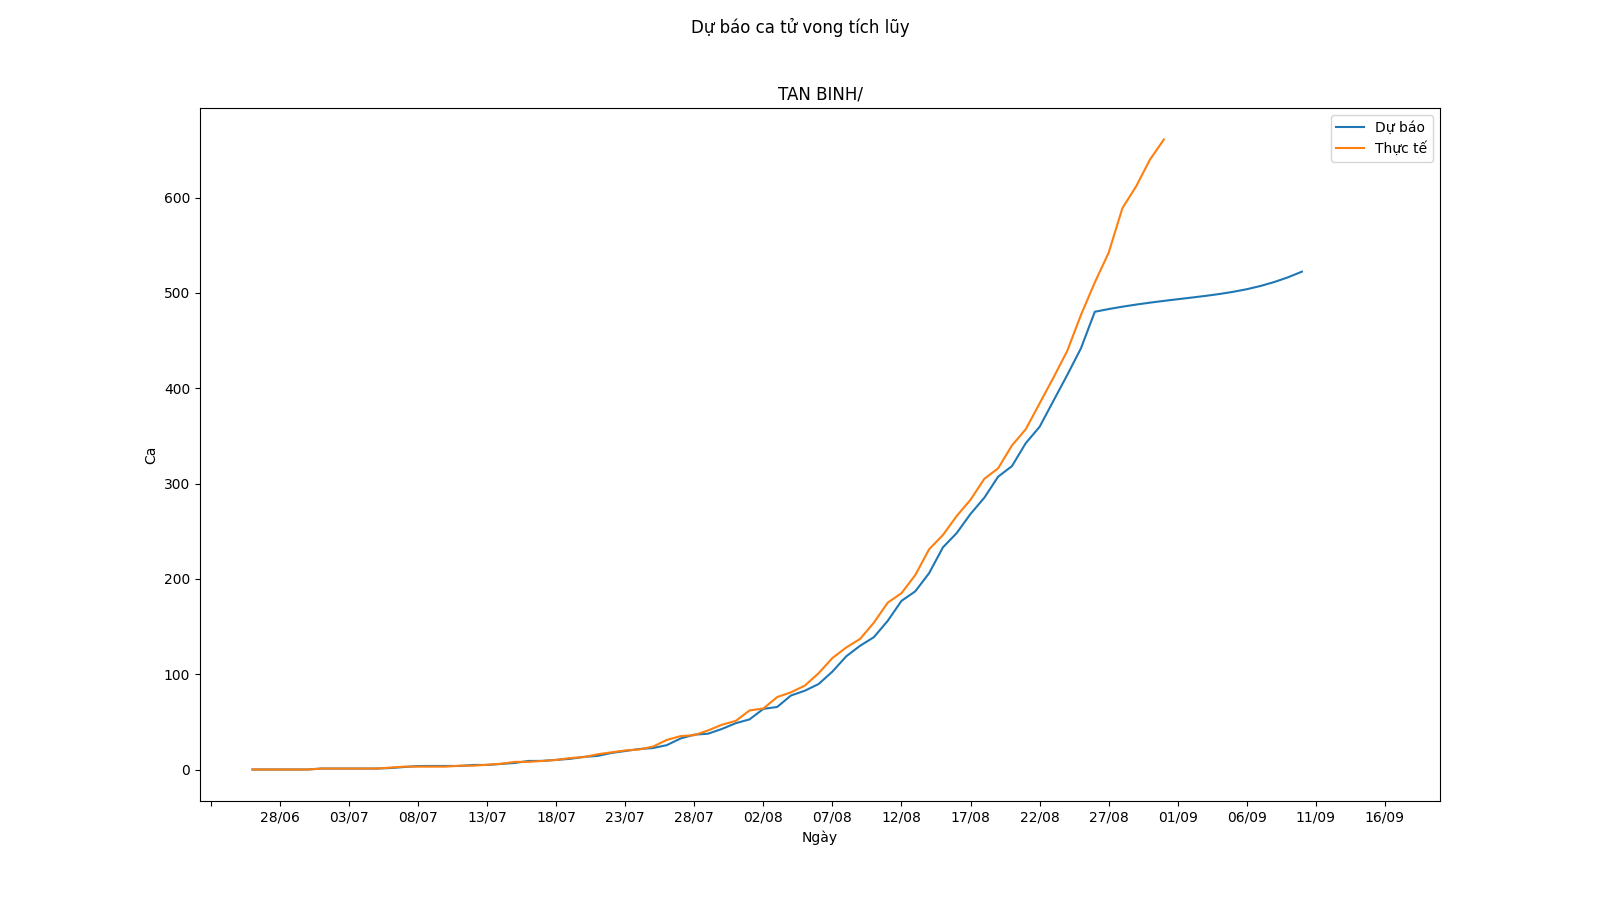 Dự báo ca tử vong tích lũy
TAN BINH/
Dự báo
Thực tế
600
500
400
300
200
100
0
Ca
28/06 03/07 08/07 13/07 18/07 23/07 28/07 02/08 07/08 12/08 17/08 22/08 27/08 01/09 06/09 11/09 16/09
Ngày